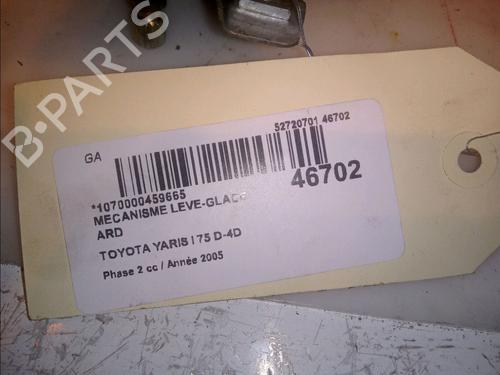 B-PARTS
GA
52720701 46702
*1070000459665
46702
MECANISME LEVE-GLACE
ARD
TOYOTA YARIS I 75 D-4D
Phase 2 cc / Année 2005